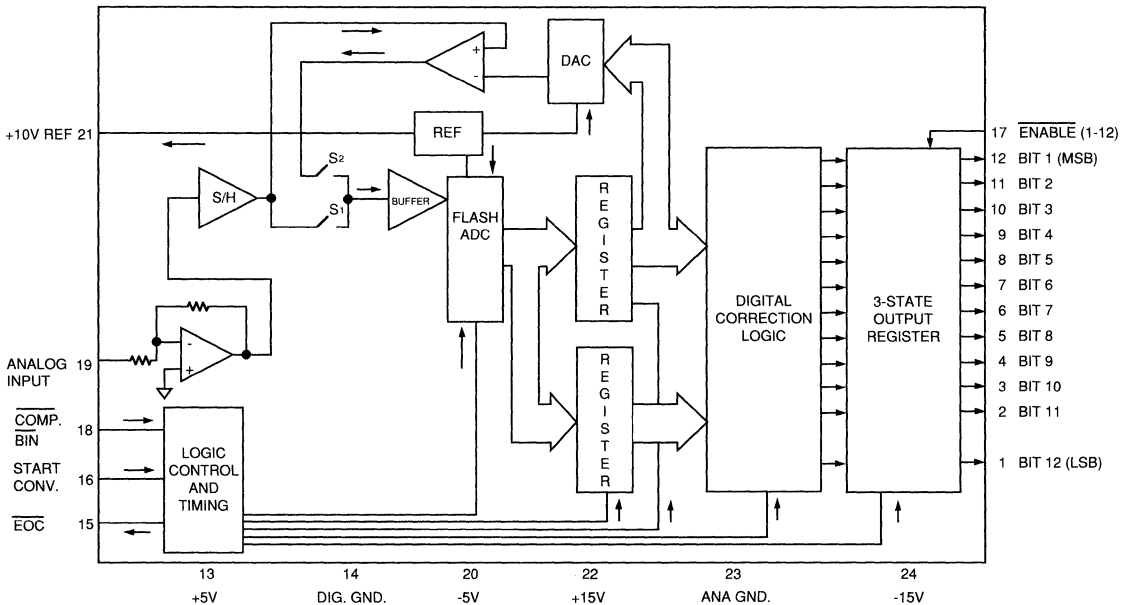 DAC
+
-
+10V REF 21
REF
17 ENABLE (1-12)
12 BIT 1 (MSB)
11 BIT 2
10 BIT 3
9 BIT 4
8 BIT 5
7 BIT 6
6 BIT 7
5 BIT 8
4 BIT 9
3 BIT 10
2 BIT 11
1 BIT 12 (LSB)
S2
S1
S/H
BUFFER
FLASH
ADC
REGISTER
REGISTER
DIGITAL
CORRECTION
LOGIC
3-STATE
OUTPUT
REGISTER
-
+
ANALOG
INPUT
19
COMP.
BIN
18
START
CONV.
16
EOC
15
LOGIC
CONTROL
AND
TIMING
13
+5V
14
DIG. GND.
20
-5V
22
+15V
23
ANA GND.
24
-15V